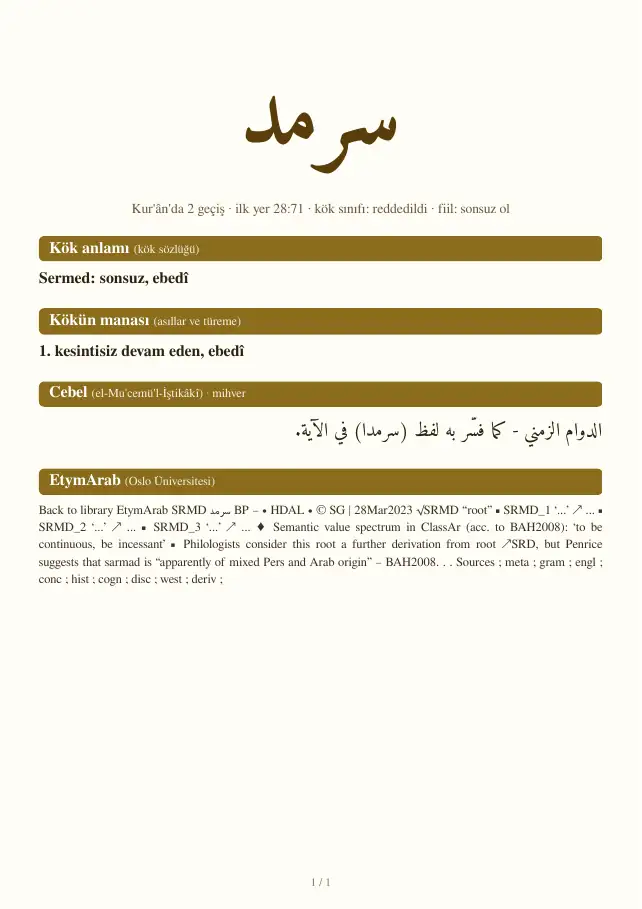 سرمد
Kur'ân'da 2 geçiş · ilk yer 28:71 · kök sınıfı: reddedildi · fiil: sonsuz ol
Kök anlamı (kök sözlüğü)
Sermed: sonsuz, ebedî
Kökün manası (asıllar ve türeme)
1. kesintisiz devam eden, ebedî
Cebel (el-Mu'cemü'l-İştikâkî) · mihver
الدوام الزمني - كما فسّر به لفظ (سرمدا) في الآية.
EtymArab (Oslo Üniversitesi)
Back to library EtymArab SRMD سرمد BP – • HDAL • © SG | 28Mar2023 √SRMD “root” ▪ SRMD_1 ‘...’ ↗ ... ▪
SRMD_2 ‘...’ ↗ ... ▪ SRMD_3 ‘...’ ↗ ... ♦ Semantic value spectrum in ClassAr (acc. to BAH2008): ‘to be
continuous, be incessant’ ▪ Philologists consider this root a further derivation from root ↗SRD, but Penrice
suggests that sarmad is “apparently of mixed Pers and Arab origin” – BAH2008. . . Sources ; meta ; gram ; engl ;
conc ; hist ; cogn ; disc ; west ; deriv ;
1 / 1